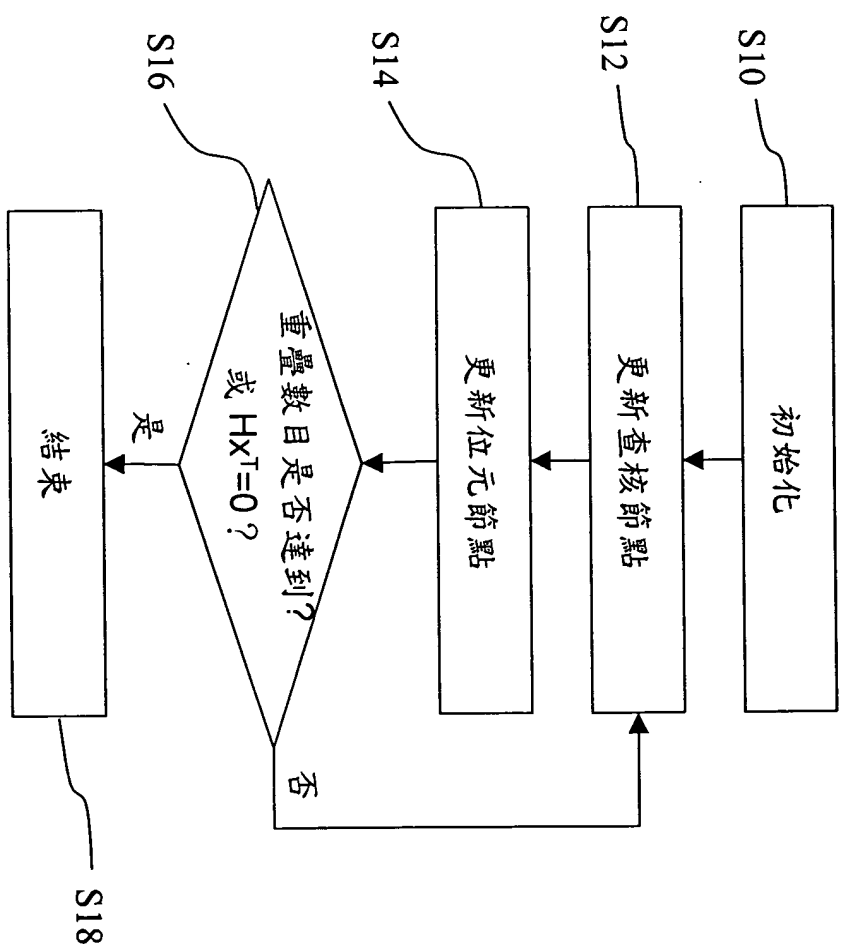 S10
初始化
S12
更新查核節點
S14
更新位元節點
S16
重疊數目是否達到?
或 Hxᵀ=0?
否
是
結束
S18